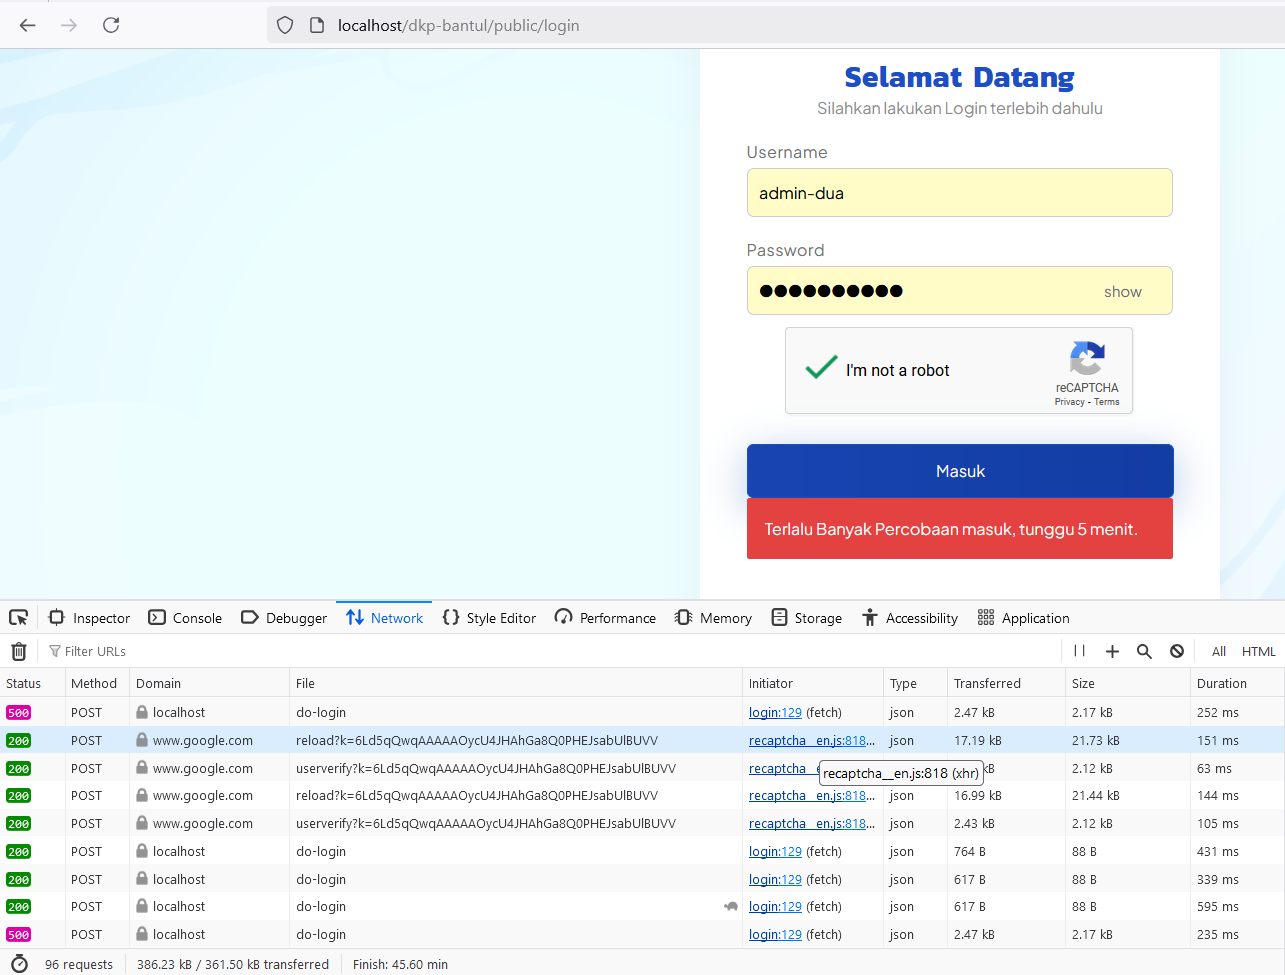 localhost/dkp-bantul/public/login
Selamat Datang
Silahkan lakukan Login terlebih dahulu
Username
admin-dua
Password
show
I'm not a robot
reCAPTCHA
Privacy - Terms
Masuk
Terlalu Banyak Percobaan masuk, tunggu 5 menit.
Inspector Console Debugger Network Style Editor Performance Memory Storage Accessibility Application
Filter URLs All HTML
Status Method Domain File Initiator Type Transferred Size Duration
500 POST localhost do-login login:129 (fetch) json 2.47 kB 2.17 kB 252 ms
200 POST www.google.com reload?k=6Ld5qQwqAAAAAOycU4JHAhGa8Q0PHEJsabUlBUVV recaptcha__en.js:818... json 17.19 kB 21.73 kB 151 ms
200 POST www.google.com userverify?k=6Ld5qQwqAAAAAOycU4JHAhGa8Q0PHEJsabUlBUVV recaptcha_ kB 2.12 kB 63 ms
recaptcha__en.js:818 (xhr)
200 POST www.google.com reload?k=6Ld5qQwqAAAAAOycU4JHAhGa8Q0PHEJsabUlBUVV recaptcha__en.js:818... json 16.99 kB 21.44 kB 144 ms
200 POST www.google.com userverify?k=6Ld5qQwqAAAAAOycU4JHAhGa8Q0PHEJsabUlBUVV recaptcha__en.js:818... json 2.43 kB 2.12 kB 105 ms
200 POST localhost do-login login:129 (fetch) json 764 B 88 B 431 ms
200 POST localhost do-login login:129 (fetch) json 617 B 88 B 339 ms
200 POST localhost do-login login:129 (fetch) json 617 B 88 B 595 ms
500 POST localhost do-login login:129 (fetch) json 2.47 kB 2.17 kB 235 ms
96 requests 386.23 kB / 361.50 kB transferred Finish: 45.60 min